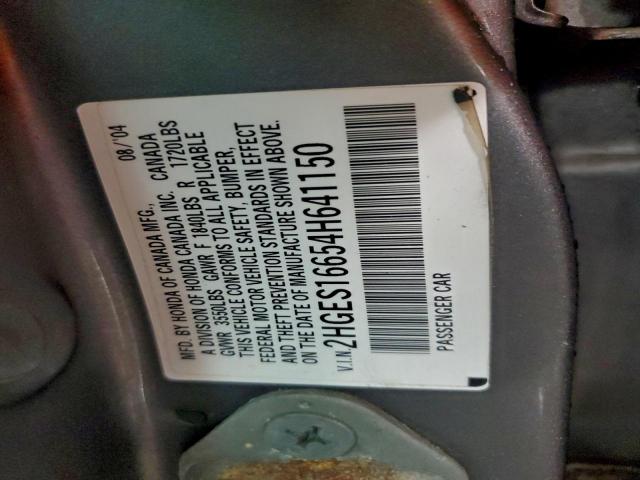 MFD. BY HONDA OF CANADA MFG., CANADA 08/04
A DIVISION OF HONDA CANADA INC.
GWWR 3500LBS GAWR F 1840LBS R 1720LBS
THIS VEHICLE CONFORMS TO ALL APPLICABLE
FEDERAL MOTOR VEHICLE SAFETY, BUMPER,
AND THEFT PREVENTION STANDARDS IN EFFECT
ON THE DATE OF MANUFACTURE SHOWN ABOVE.
V.I.N. 2HGES16654H641150
PASSENGER CAR